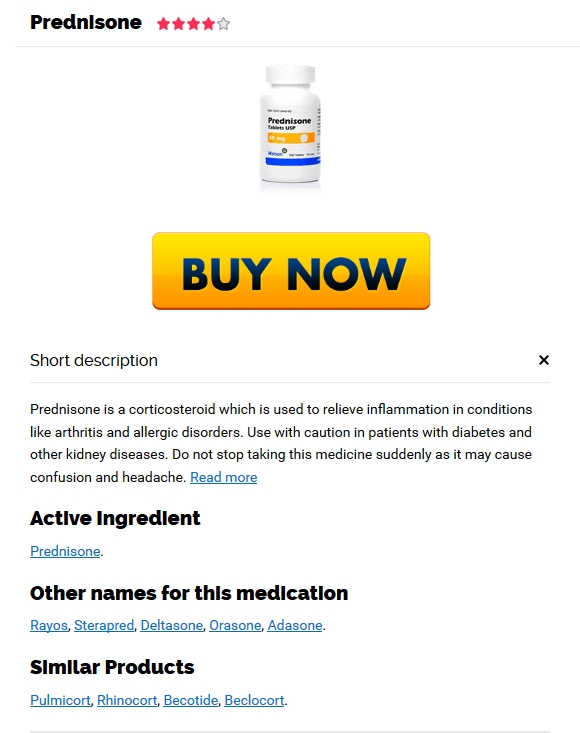 Prednisone
Prednisone
Tablets USP
BUY NOW
Short description
Prednisone is a corticosteroid which is used to relieve inflammation in conditions
like arthritis and allergic disorders. Use with caution in patients with diabetes and
other kidney diseases. Do not stop taking this medicine suddenly as it may cause
confusion and headache. Read more
Active Ingredient
Prednisone.
Other names for this medication
Rayos, Sterapred, Deltasone, Orasone, Adasone.
Similar Products
Pulmicort, Rhinocort, Becotide, Beclocort.